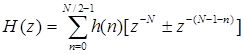 H(z) = \sum_{n=0}^{N/2-1} h(n)[z^{-N} \pm z^{-(N-1-n)}]